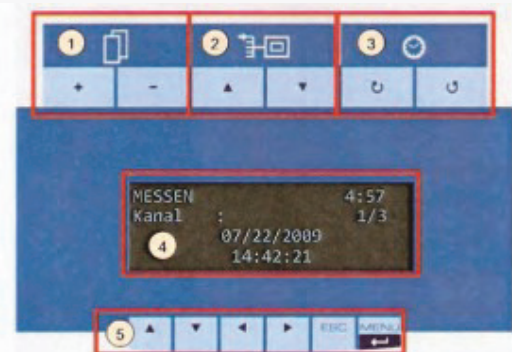 1
2
3
+ -
MESSEN 4:57
Kanal : 1/3
4
07/22/2009
14:42:21
5
ESC MENU